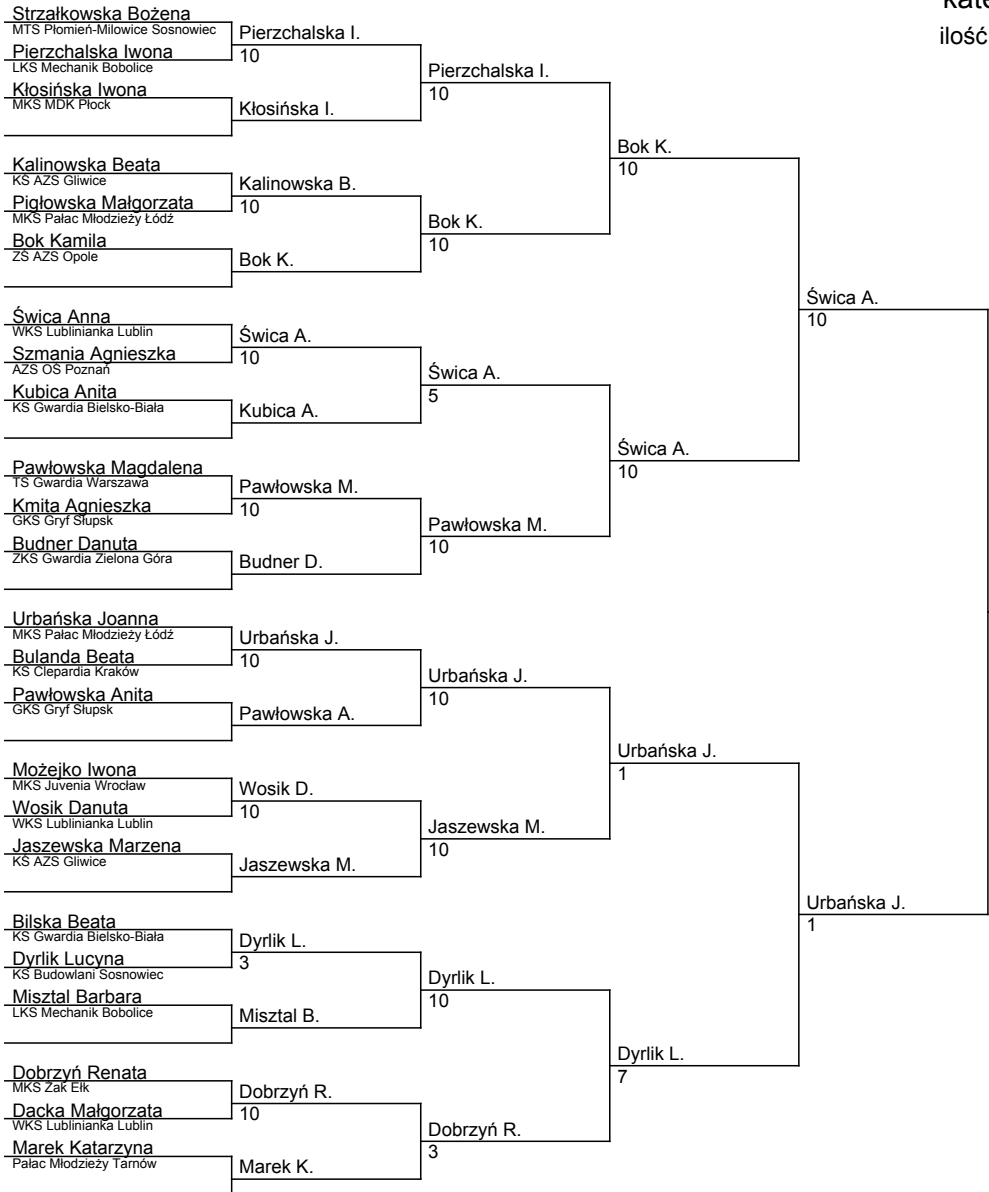 Strzałkowska Bożena
MTS Płomień-Milowice Sosnowiec
Pierzchalska Iwona
LKS Mechanik Bobolice
Kłosińska Iwona
MKS MDK Płock
Kalinowska Beata
KŚ AZS Gliwice
Pigłowska Małgorzata
MKS Pałac Młodzieży Łódź
Bok Kamila
ZŚ AZS Opole
Świca Anna
WKS Lublinianka Lublin
Szmania Agnieszka
AZS OŚ Poznań
Kubica Anita
KS Gwardia Bielsko-Biała
Pawłowska Magdalena
TS Gwardia Warszawa
Kmita Agnieszka
GKS Gryf Słupsk
Budner Danuta
ZKS Gwardia Zielona Góra
Urbańska Joanna
MKS Pałac Młodzieży Łódź
Bulanda Beata
KS Clepardia Kraków
Pawłowska Anita
GKS Gryf Słupsk
Możejko Iwona
MKS Juvenia Wrocław
Wosik Danuta
WKS Lublinianka Lublin
Jaszewska Marzena
KŚ AZS Gliwice
Bilska Beata
KS Gwardia Bielsko-Biała
Dyrlik Lucyna
KS Budowlani Sosnowiec
Misztal Barbara
LKS Mechanik Bobolice
Dobrzyń Renata
MKS Żak Ełk
Dacka Małgorzata
WKS Lublinianka Lublin
Marek Katarzyna
Pałac Młodzieży Tarnów
Pierzchalska I.
10
Kłosińska I.
Kalinowska B.
10
Bok K.
Świca A.
10
Kubica A.
Pawłowska M.
10
Budner D.
Urbańska J.
10
Pawłowska A.
Wosik D.
10
Jaszewska M.
Dyrlik L.
3
Misztal B.
Dobrzyń R.
10
Marek K.
Pierzchalska I.
10
Bok K.
10
Świca A.
5
Pawłowska M.
10
Urbańska J.
10
Jaszewska M.
10
Dyrlik L.
10
Dobrzyń R.
3
Bok K.
10
Świca A.
10
Urbańska J.
1
Dyrlik L.
7
Świca A.
10
Urbańska J.
1
ilość